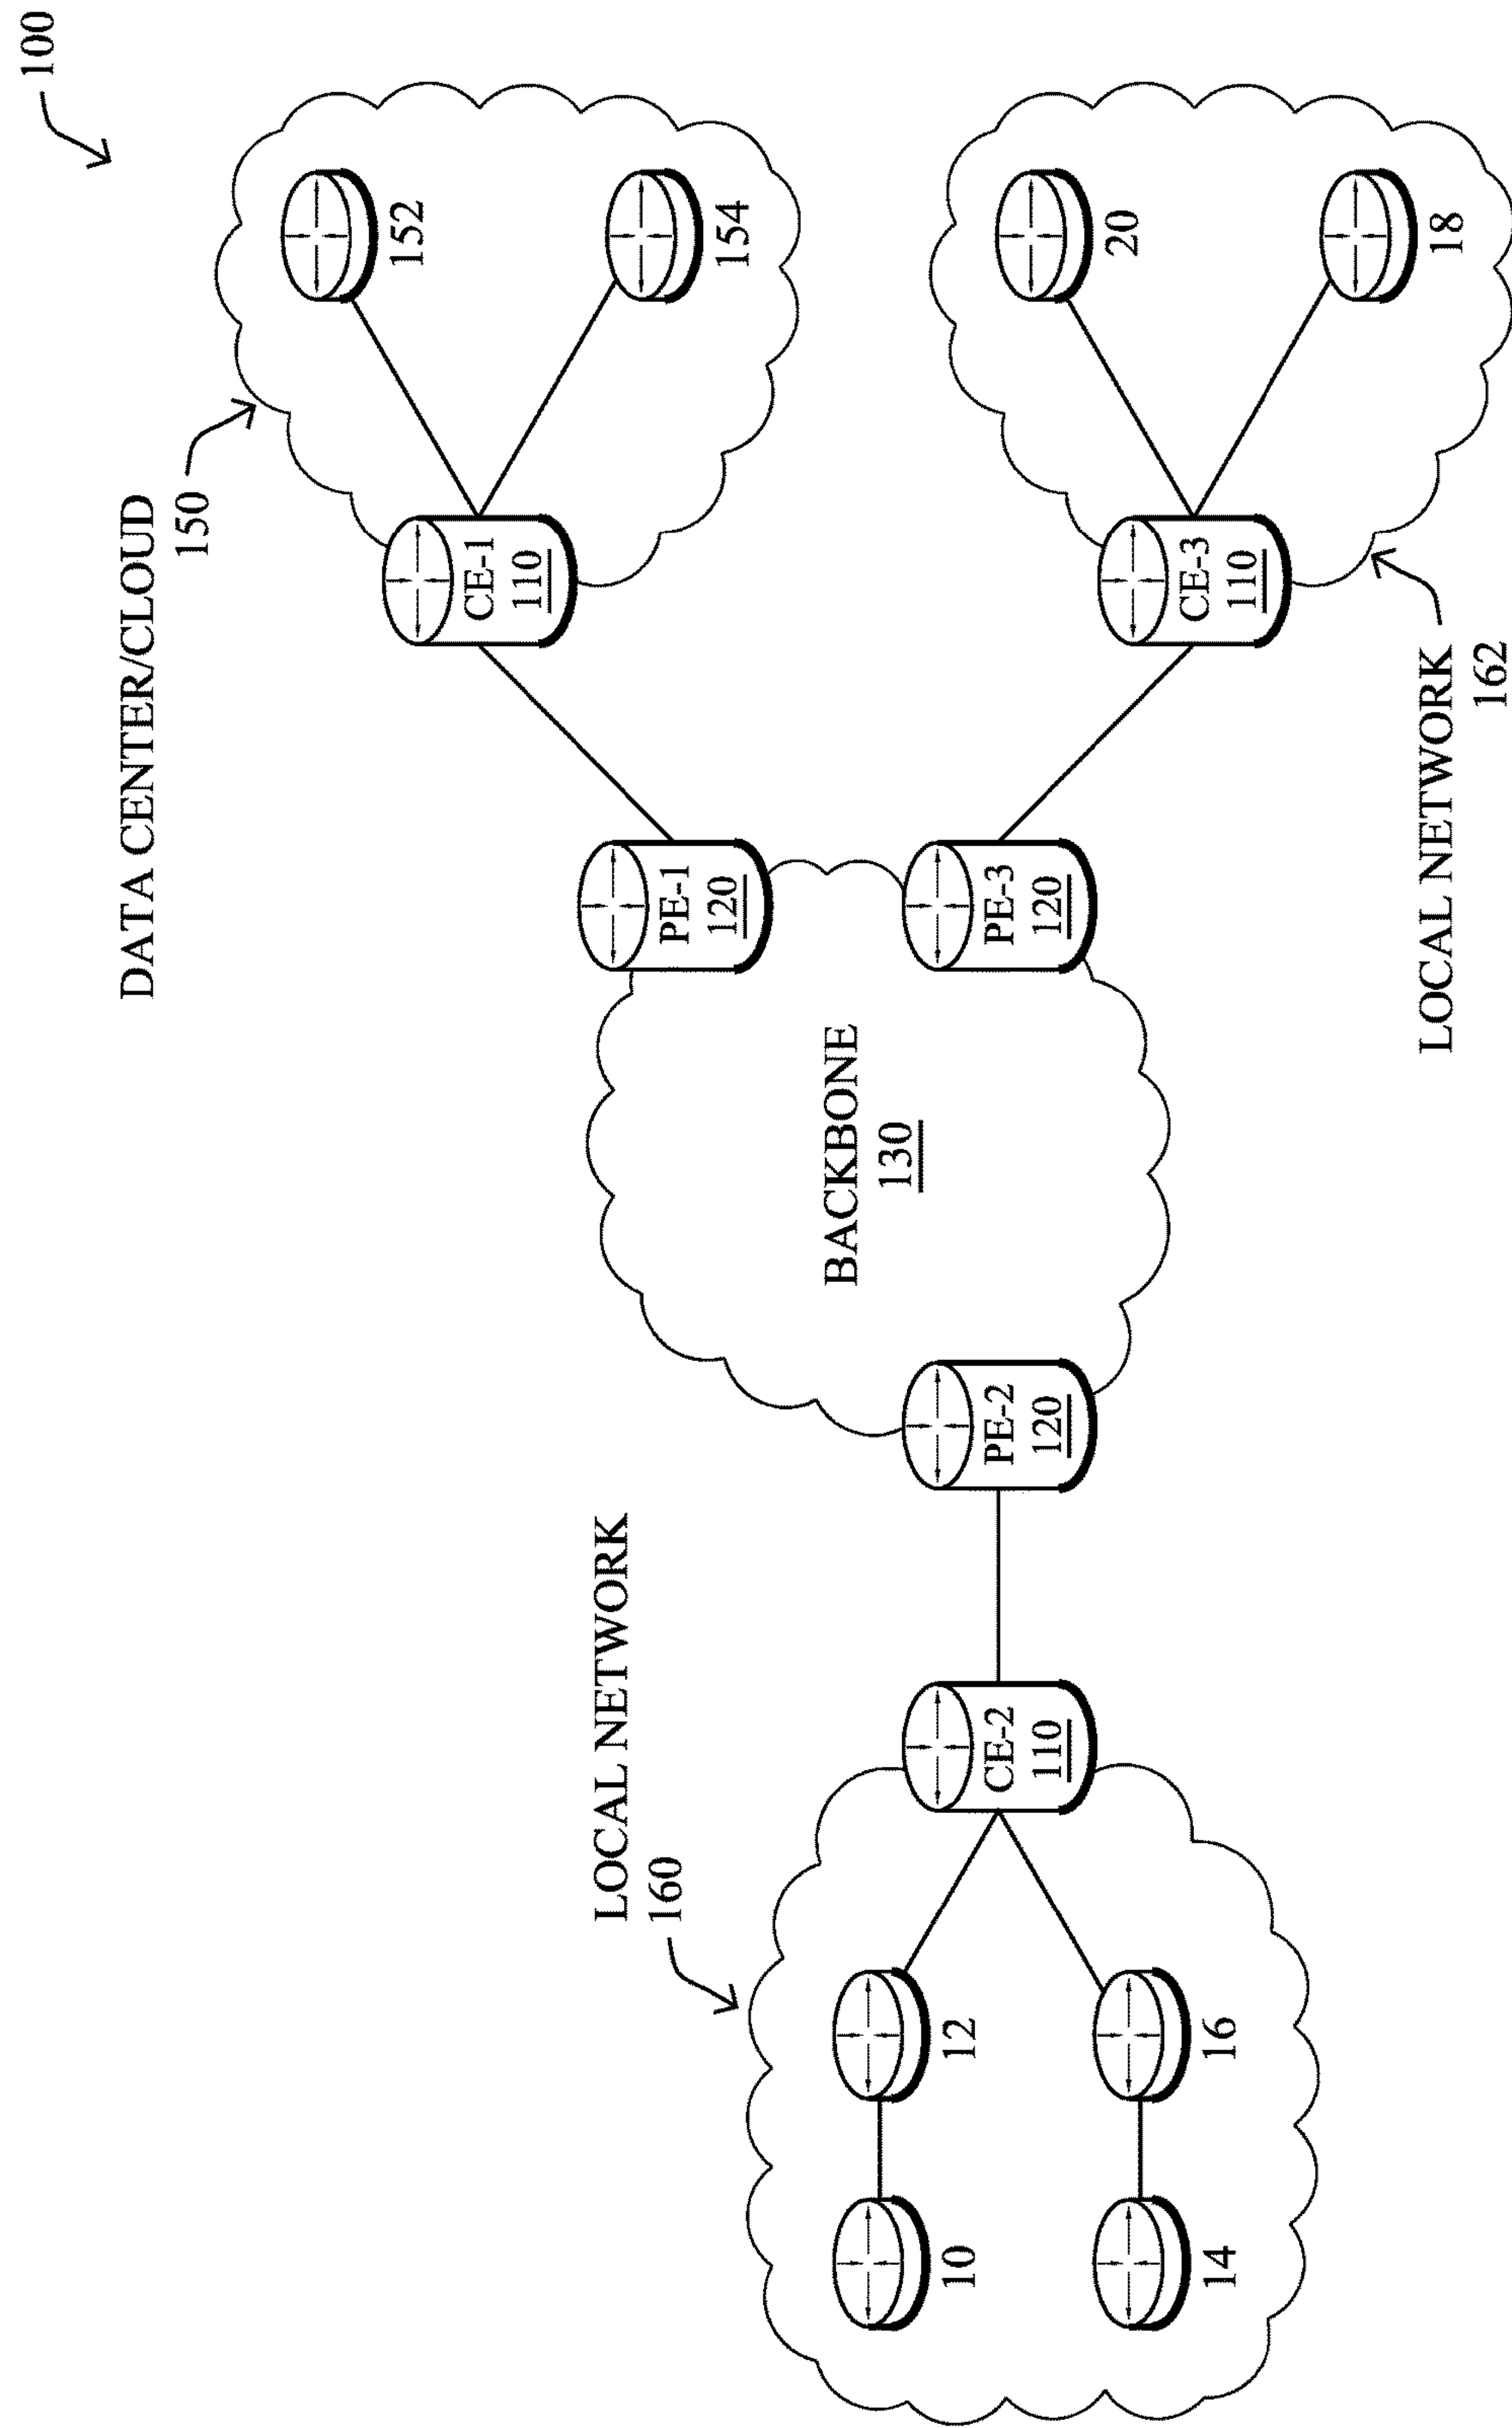 100
DATA CENTER/CLOUD
150
152
154
CE-1
110
PE-1
120
LOCAL NETWORK
160
BACKBONE
130
10
12
CE-2
110
PE-2
120
PE-3
120
14
16
CE-3
110
20
18
LOCAL NETWORK
162